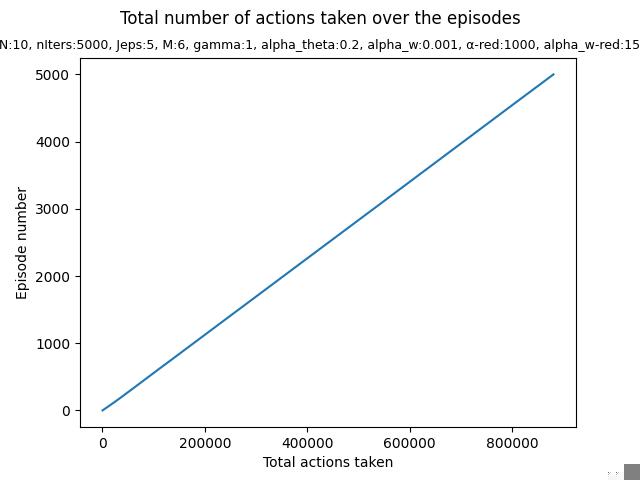 Total number of actions taken over the episodes
N:10, nIters:5000, Jeps:5, M:6, gamma:1, alpha_theta:0.2, alpha_w:0.001, α-red:1000, alpha_w-red:15
5000
4000
3000
2000
1000
0
Episode number
0 200000 400000 600000 800000
Total actions taken